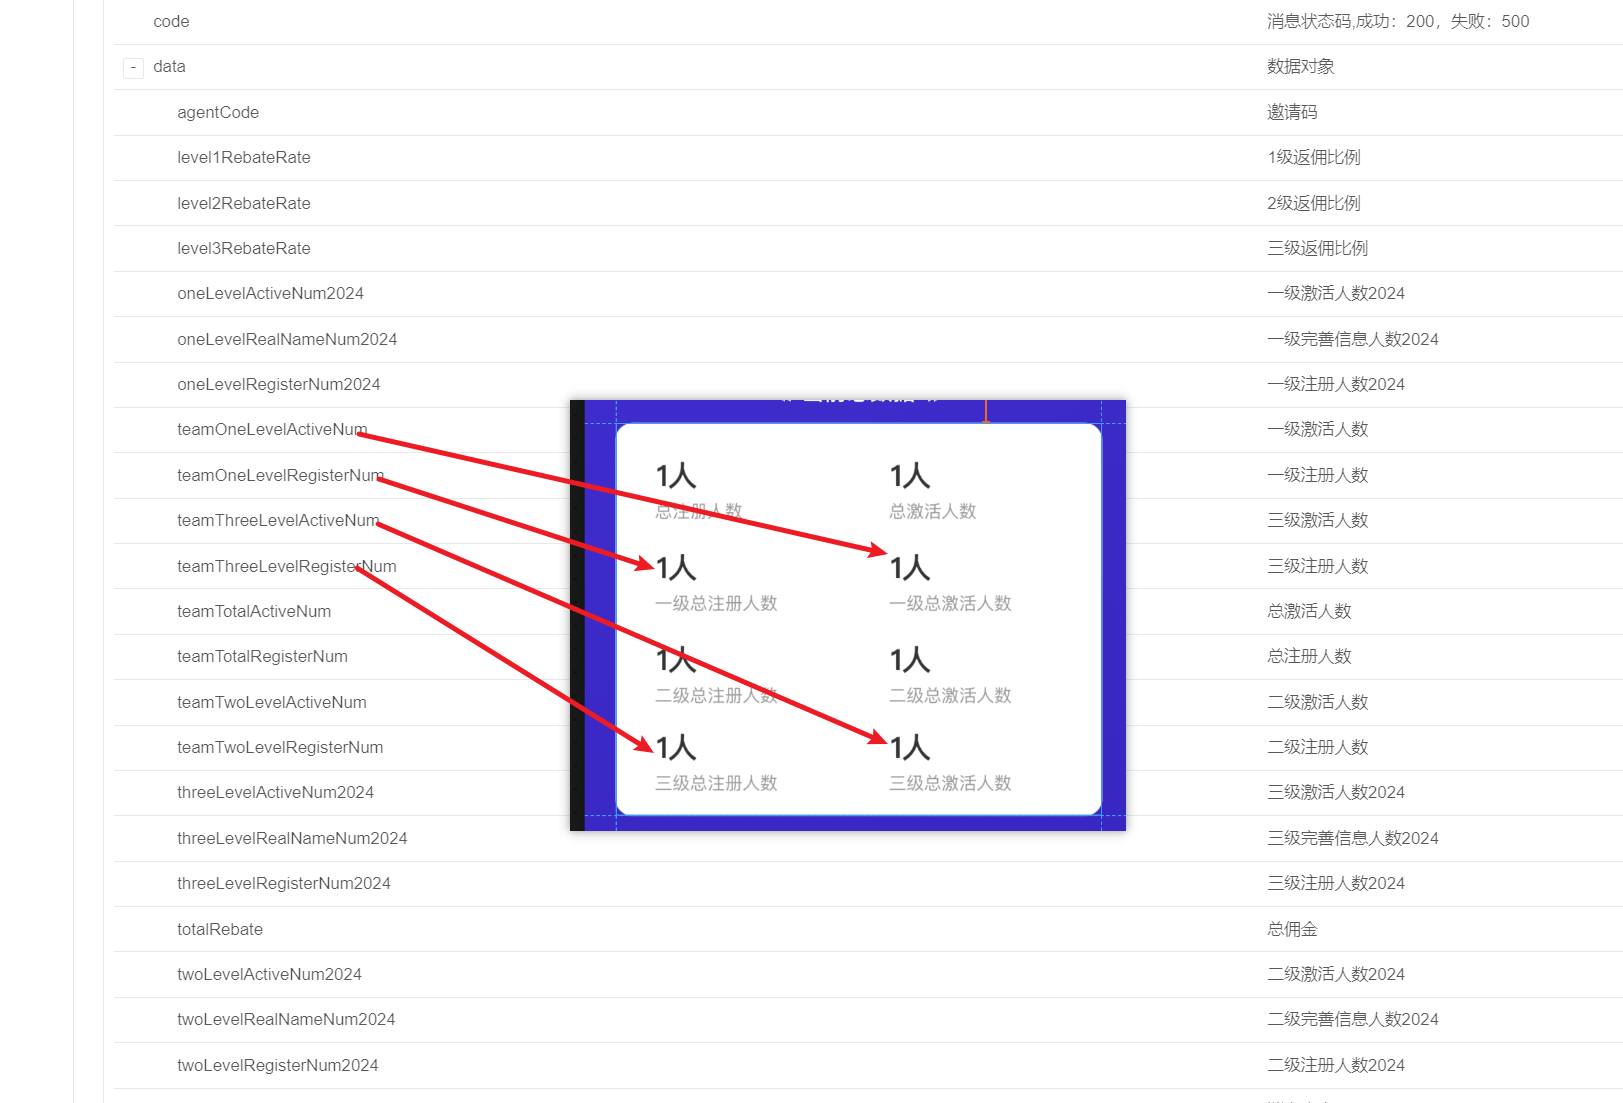 code 消息状态码,成功：200，失败：500
- data 数据对象
agentCode 邀请码
level1RebateRate 1级返佣比例
level2RebateRate 2级返佣比例
level3RebateRate 三级返佣比例
oneLevelActiveNum2024 一级激活人数2024
oneLevelRealNameNum2024 一级完善信息人数2024
oneLevelRegisterNum2024 一级注册人数2024
teamOneLevelActiveNum 一级激活人数
teamOneLevelRegisterNum 一级注册人数
teamThreeLevelActiveNum 三级激活人数
teamThreeLevelRegisterNum 三级注册人数
teamTotalActiveNum 总激活人数
teamTotalRegisterNum 总注册人数
teamTwoLevelActiveNum 二级激活人数
teamTwoLevelRegisterNum 二级注册人数
threeLevelActiveNum2024 三级激活人数2024
threeLevelRealNameNum2024 三级完善信息人数2024
threeLevelRegisterNum2024 三级注册人数2024
totalRebate 总佣金
twoLevelActiveNum2024 二级激活人数2024
twoLevelRealNameNum2024 二级完善信息人数2024
twoLevelRegisterNum2024 二级注册人数2024
1人 1人
总注册人数 总激活人数
1人 1人
一级总注册人数 一级总激活人数
1人 1人
二级总注册人数 二级总激活人数
1人 1人
三级总注册人数 三级总激活人数